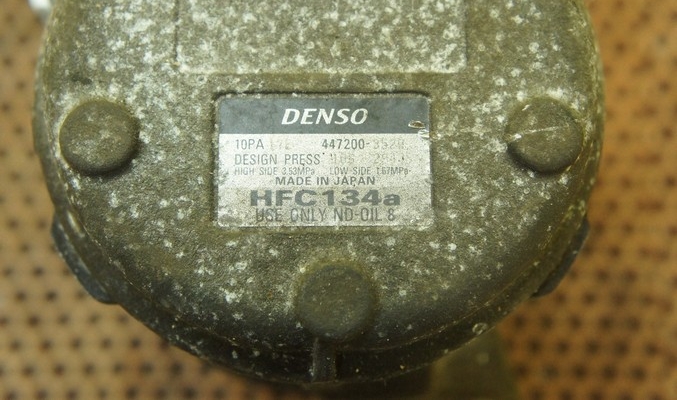 DENSO
10PA 447200-
DESIGN PRESS
HIGH SIDE 3.53MPa LOW SIDE 1.67MPa
MADE IN JAPAN
HFC134a
USE ONLY ND-OIL 8